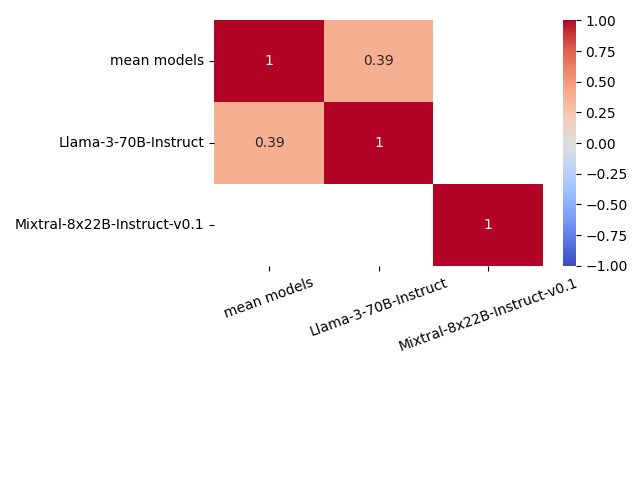 mean models 1 0.39
Llama-3-70B-Instruct 0.39 1
Mixtral-8x22B-Instruct-v0.1 1
mean models
Llama-3-70B-Instruct
Mixtral-8x22B-Instruct-v0.1
1.00
0.75
0.50
0.25
0.00
−0.25
−0.50
−0.75
−1.00